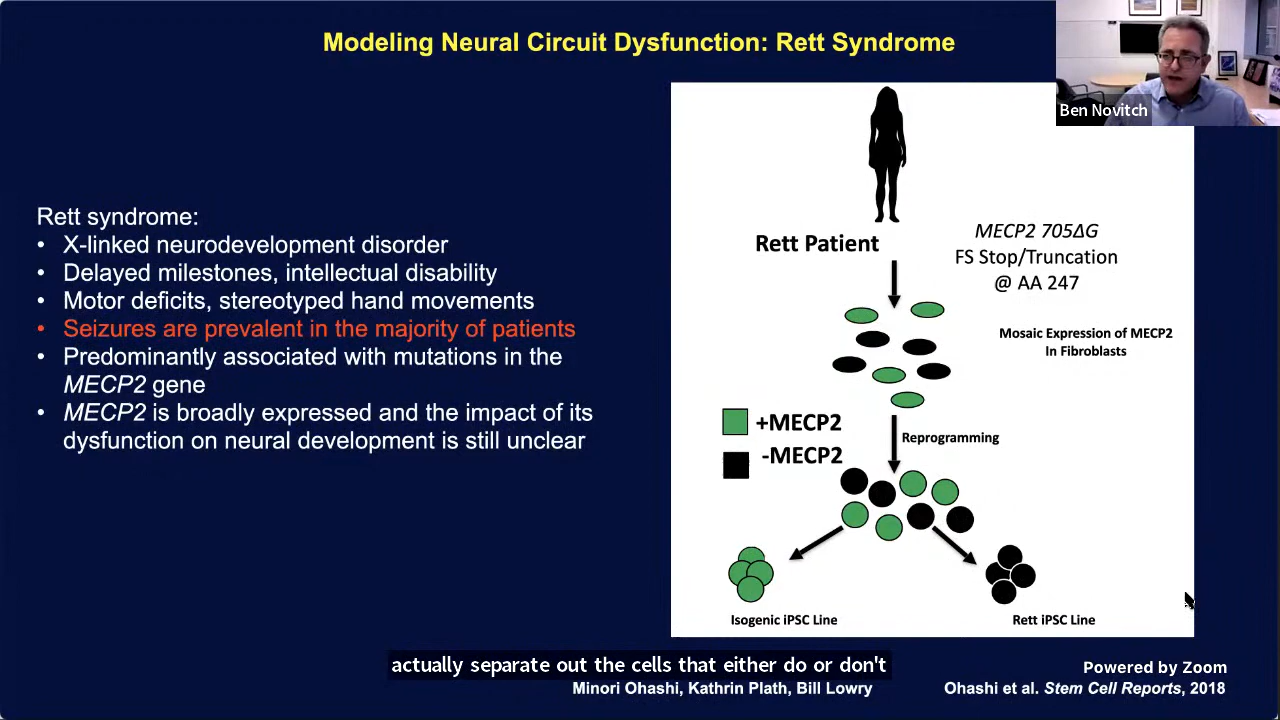 Modeling Neural Circuit Dysfunction: Rett Syndrome
Ben Novitch
Rett syndrome:
• X-linked neurodevelopment disorder
• Delayed milestones, intellectual disability
• Motor deficits, stereotyped hand movements
• Seizures are prevalent in the majority of patients
• Predominantly associated with mutations in the
MECP2 gene
• MECP2 is broadly expressed and the impact of its
dysfunction on neural development is still unclear
Rett Patient
MECP2 705ΔG
FS Stop/Truncation
@ AA 247
Mosaic Expression of MECP2
In Fibroblasts
+MECP2
-MECP2
Reprogramming
Isogenic iPSC Line
Rett iPSC Line
actually separate out the cells that either do or don't
Powered by Zoom
Minori Ohashi, Kathrin Plath, Bill Lowry
Ohashi et al. Stem Cell Reports, 2018